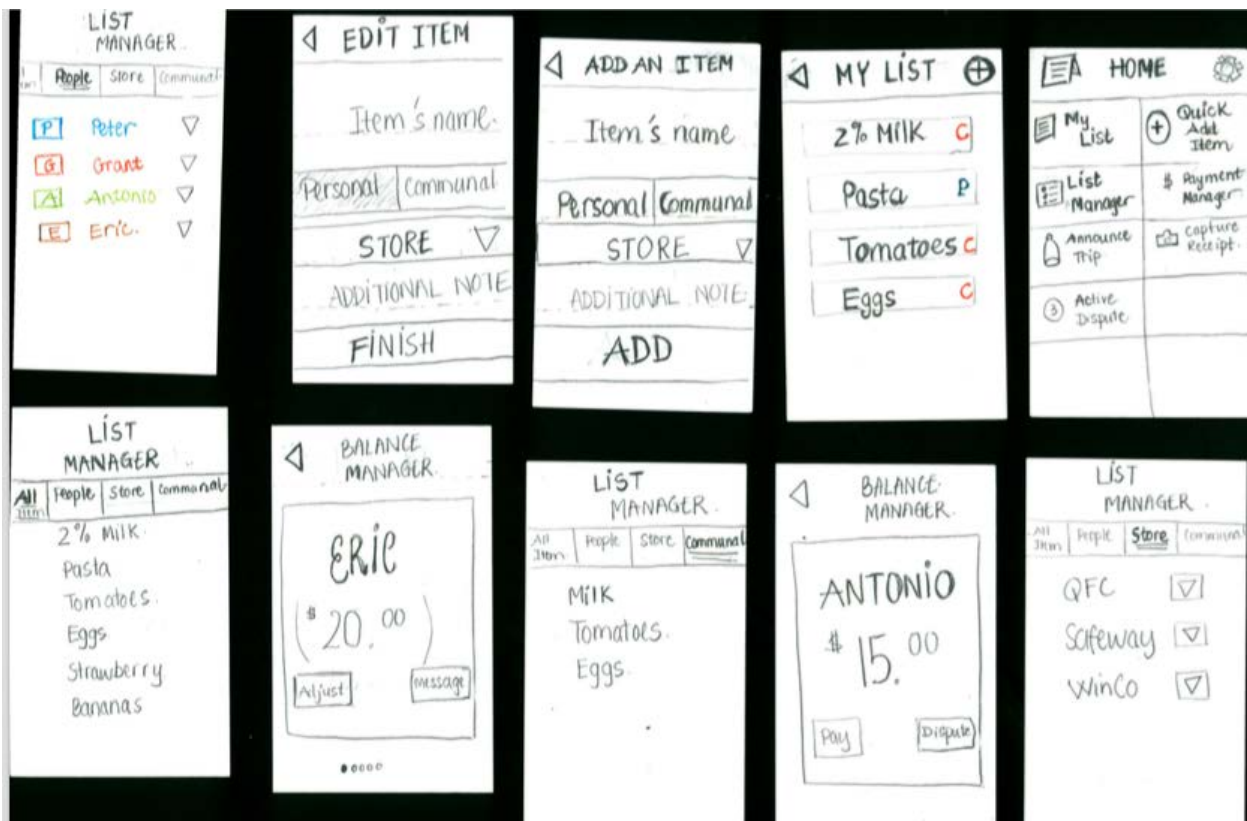 LIST
MANAGER
People Store Communal
P Peter
G Grant
A Antonio
E Eric.
EDIT ITEM
Item's name.
Personal Communal
STORE
ADDITIONAL NOTE
FINISH
ADD AN ITEM
Item's name
Personal Communal
STORE
ADDITIONAL NOTE
ADD
MY LIST
2% Milk C
Pasta P
Tomatoes C
Eggs C
HOME
My
List
Quick
Add
Item
List
Manager
$ Payment
Manager
Announce
Trip
Capture
Receipt.
3 Active
Dispute
LIST
MANAGER
All
Item
People Store Communal
2% Milk
Pasta
Tomatoes.
Eggs
Strawberry
Bananas
BALANCE
MANAGER.
ERIC
($20.00)
Adjust Message
LIST
MANAGER.
All
Item
People Store Communal
Milk
Tomatoes.
Eggs.
BALANCE
MANAGER.
ANTONIO
$15.00
Pay Dispute
LIST
MANAGER.
All
Item
People Store Communal
QFC
Safeway
WinCo